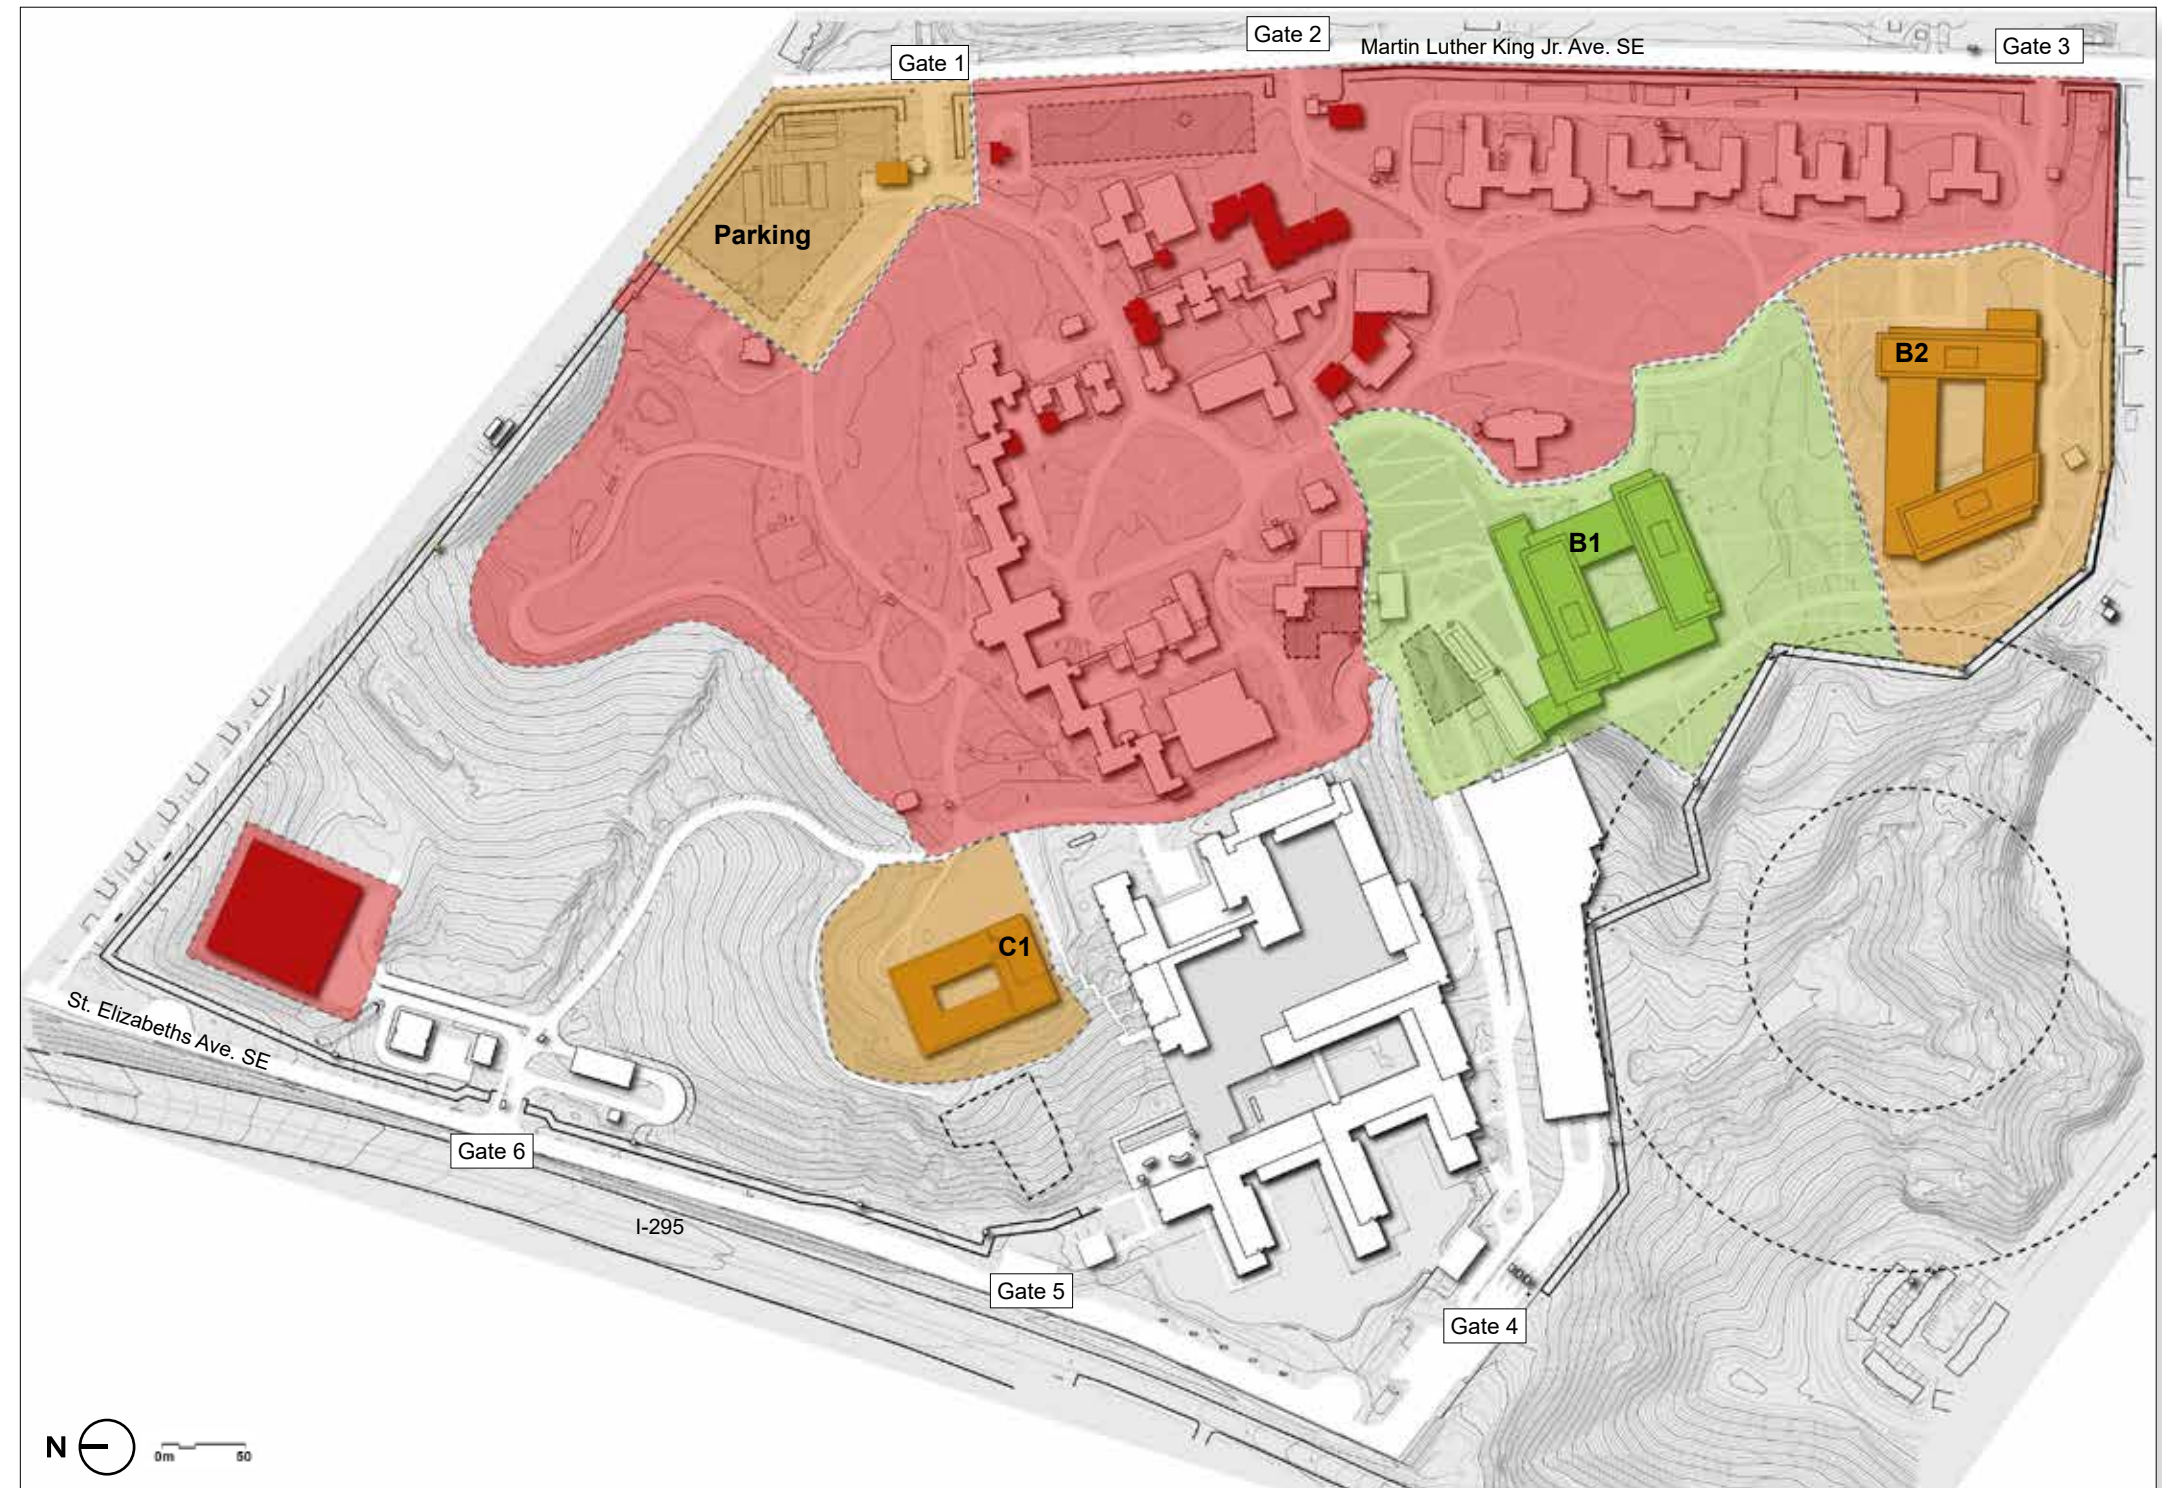 Gate 2
Martin Luther King Jr. Ave. SE
Gate 3
Gate 1
Parking
B2
B1
C1
St. Elizabeths Ave. SE
Gate 6
I-295
Gate 5
Gate 4
N
0m 50